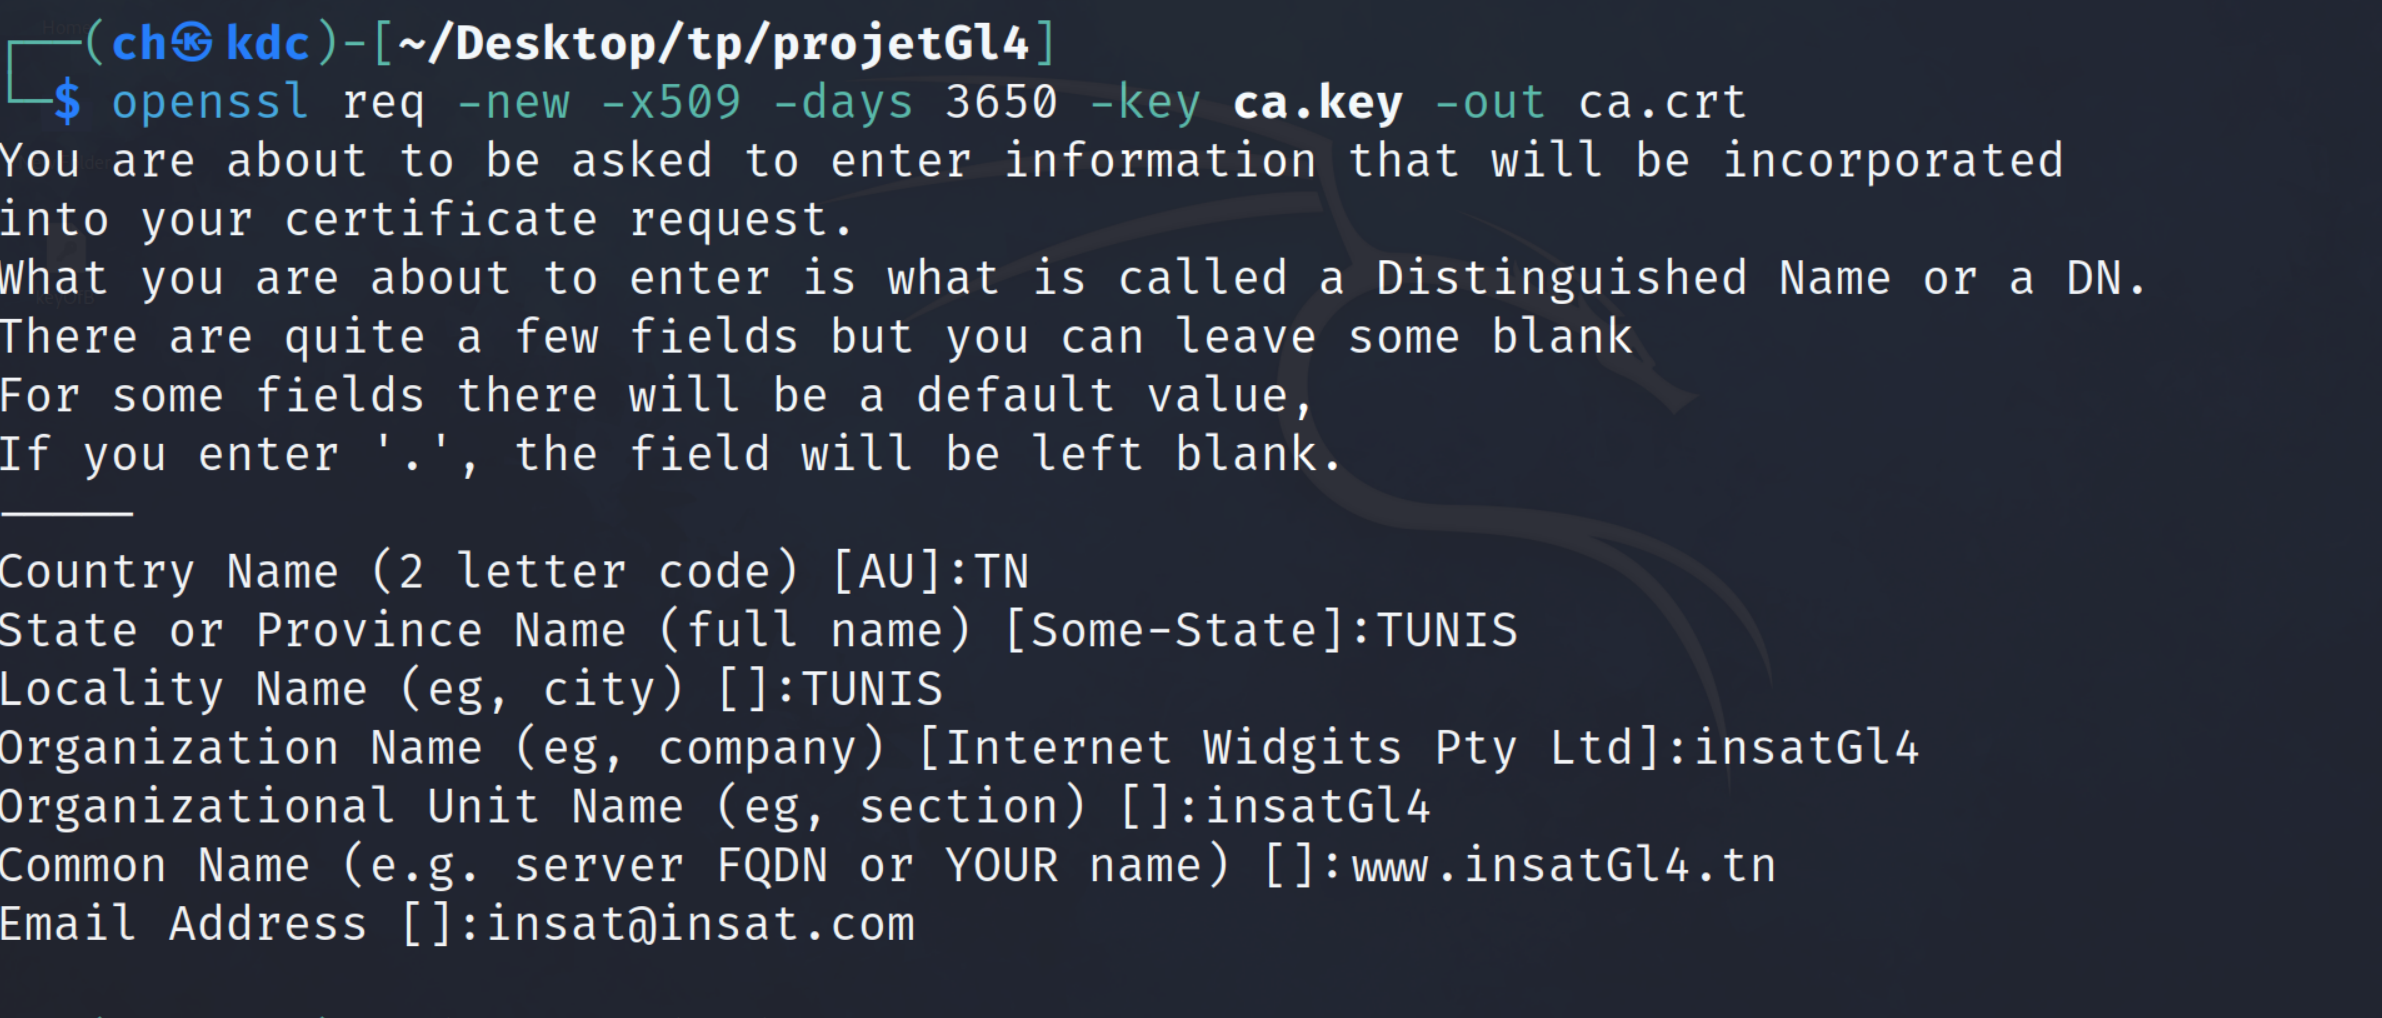 (ch㉿kdc)-[~/Desktop/tp/projetGl4]
$ openssl req -new -x509 -days 3650 -key ca.key -out ca.crt
You are about to be asked to enter information that will be incorporated
into your certificate request.
What you are about to enter is what is called a Distinguished Name or a DN.
There are quite a few fields but you can leave some blank
For some fields there will be a default value,
If you enter '.', the field will be left blank.
-----
Country Name (2 letter code) [AU]:TN
State or Province Name (full name) [Some-State]:TUNIS
Locality Name (eg, city) []:TUNIS
Organization Name (eg, company) [Internet Widgits Pty Ltd]:insatGl4
Organizational Unit Name (eg, section) []:insatGl4
Common Name (e.g. server FQDN or YOUR name) []:www.insatGl4.tn
Email Address []:insat@insat.com